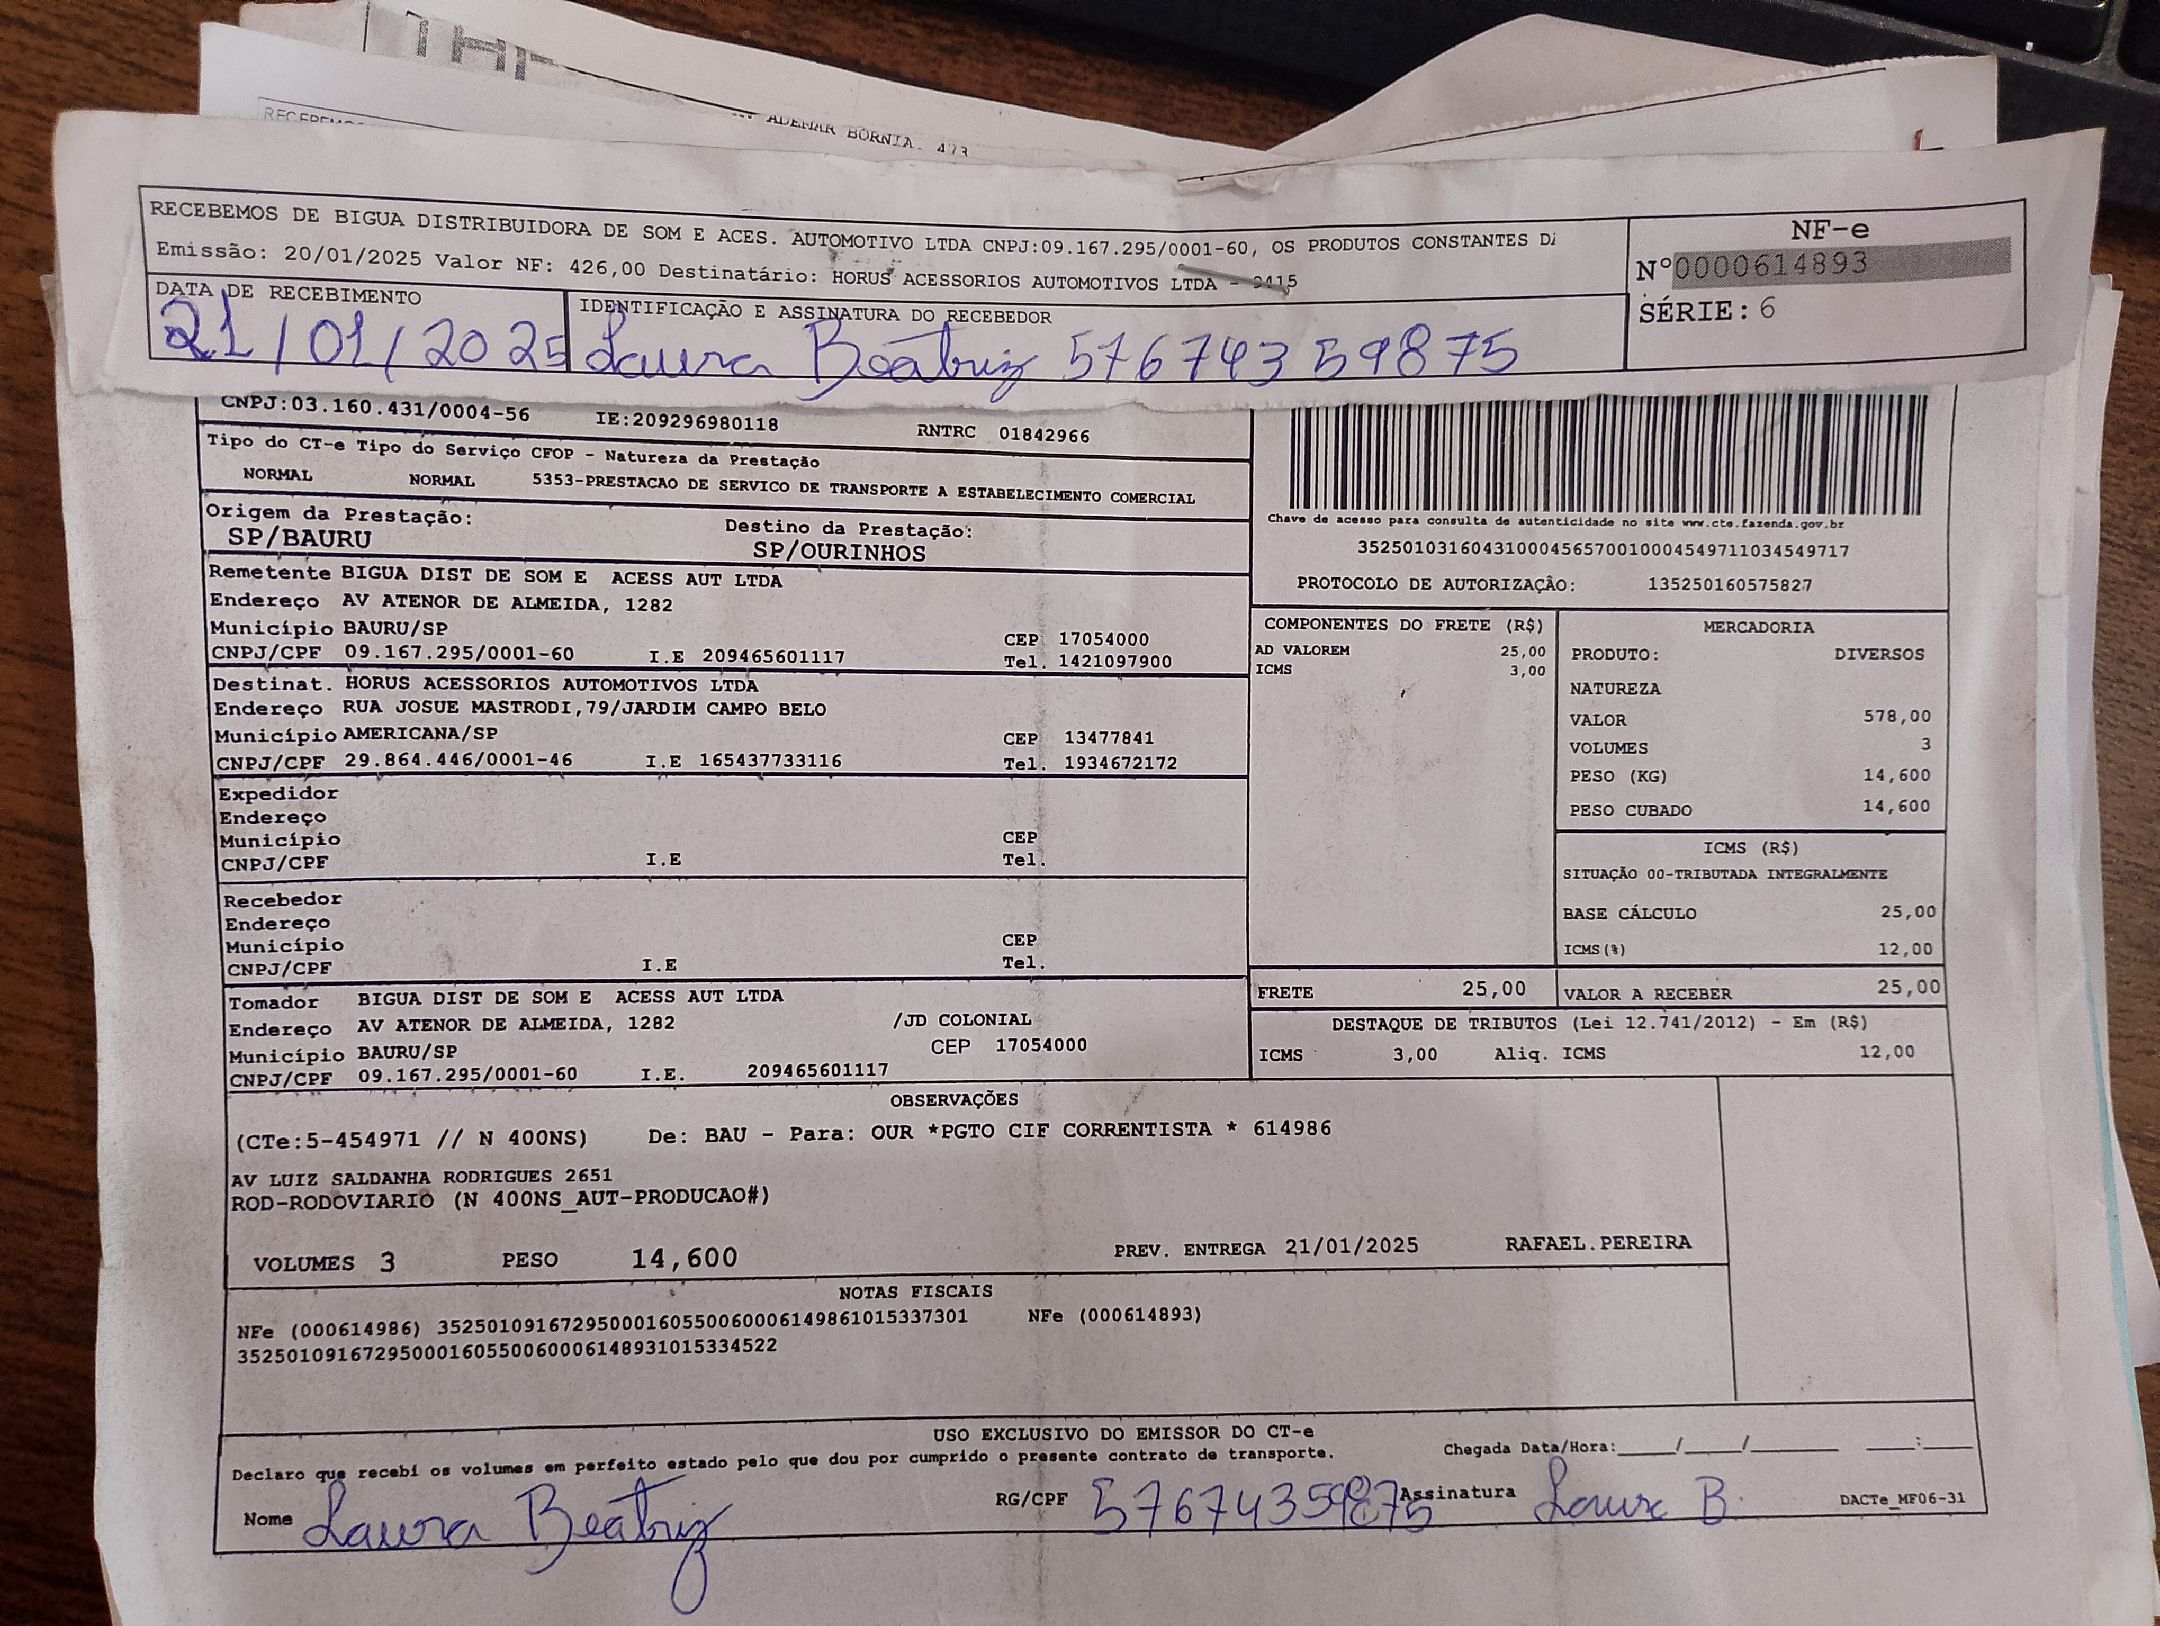 ADEMAR BORNIA. 473
RECEBEMOS DE BIGUA DISTRIBUIDORA DE SOM E ACES. AUTOMOTIVO LTDA CNPJ:09.167.295/0001-60, OS PRODUTOS CONSTANTES
Emissão: 20/01/2025 Valor NF: 426,00 Destinatário: HORUS ACESSORIOS AUTOMOTIVOS LTDA - 9415
NF-e
Nº0000614893
SÉRIE: 6
DATA DE RECEBIMENTO
21/01/2025
IDENTIFICAÇÃO E ASSINATURA DO RECEBEDOR
Laura Beatriz 57674359875
CNPJ:03.160.431/0004-56 IE:209296980118 RNTRC 01842966
Tipo do CT-e Tipo do Serviço CFOP - Natureza da Prestação
NORMAL NORMAL 5353-PRESTACAO DE SERVICO DE TRANSPORTE A ESTABELECIMENTO COMERCIAL
Origem da Prestação: Destino da Prestação:
SP/BAURU SP/OURINHOS
Chave de acesso para consulta de autenticidade no site www.cte.fazenda.gov.br
35250103160431000456570010004549711034549717
PROTOCOLO DE AUTORIZAÇÃO: 135250160575827
Remetente BIGUA DIST DE SOM E ACESS AUT LTDA
Endereço AV ATENOR DE ALMEIDA, 1282
Município BAURU/SP CEP 17054000
CNPJ/CPF 09.167.295/0001-60 I.E 209465601117 Tel. 1421097900
Destinat. HORUS ACESSORIOS AUTOMOTIVOS LTDA
Endereço RUA JOSUE MASTRODI,79/JARDIM CAMPO BELO
Município AMERICANA/SP CEP 13477841
CNPJ/CPF 29.864.446/0001-46 I.E 165437733116 Tel. 1934672172
Expedidor
Endereço
Município CEP
CNPJ/CPF I.E Tel.
Recebedor
Endereço
Município CEP
CNPJ/CPF I.E Tel.
Tomador BIGUA DIST DE SOM E ACESS AUT LTDA
Endereço AV ATENOR DE ALMEIDA, 1282 /JD COLONIAL
Município BAURU/SP CEP 17054000
CNPJ/CPF 09.167.295/0001-60 I.E. 209465601117
COMPONENTES DO FRETE (R$)
AD VALOREM 25,00
ICMS 3,00
MERCADORIA
PRODUTO: DIVERSOS
NATUREZA
VALOR 578,00
VOLUMES 3
PESO (KG) 14,600
PESO CUBADO 14,600
ICMS (R$)
SITUAÇÃO 00-TRIBUTADA INTEGRALMENTE
BASE CÁLCULO 25,00
ICMS(%) 12,00
FRETE 25,00 VALOR A RECEBER 25,00
DESTAQUE DE TRIBUTOS (Lei 12.741/2012) - Em (R$)
ICMS 3,00 Aliq. ICMS 12,00
OBSERVAÇÕES
(CTe:5-454971 // N 400NS) De: BAU - Para: OUR *PGTO CIF CORRENTISTA * 614986
AV LUIZ SALDANHA RODRIGUES 2651
ROD-RODOVIARIO (N 400NS_AUT-PRODUCAO#)
VOLUMES 3 PESO 14,600 PREV. ENTREGA 21/01/2025 RAFAEL.PEREIRA
NOTAS FISCAIS
NFe (000614986) 35250109167295000160550060006149861015337301 NFe (000614893)
35250109167295000160550060006148931015334522
USO EXCLUSIVO DO EMISSOR DO CT-e
Declaro que recebi os volumes em perfeito estado pelo que dou por cumprido o presente contrato de transporte. Chegada Data/Hora:____/____/______ ___:___
Nome Laura Beatriz RG/CPF 57674359875 Assinatura Laura B. DACTe_MF06-31